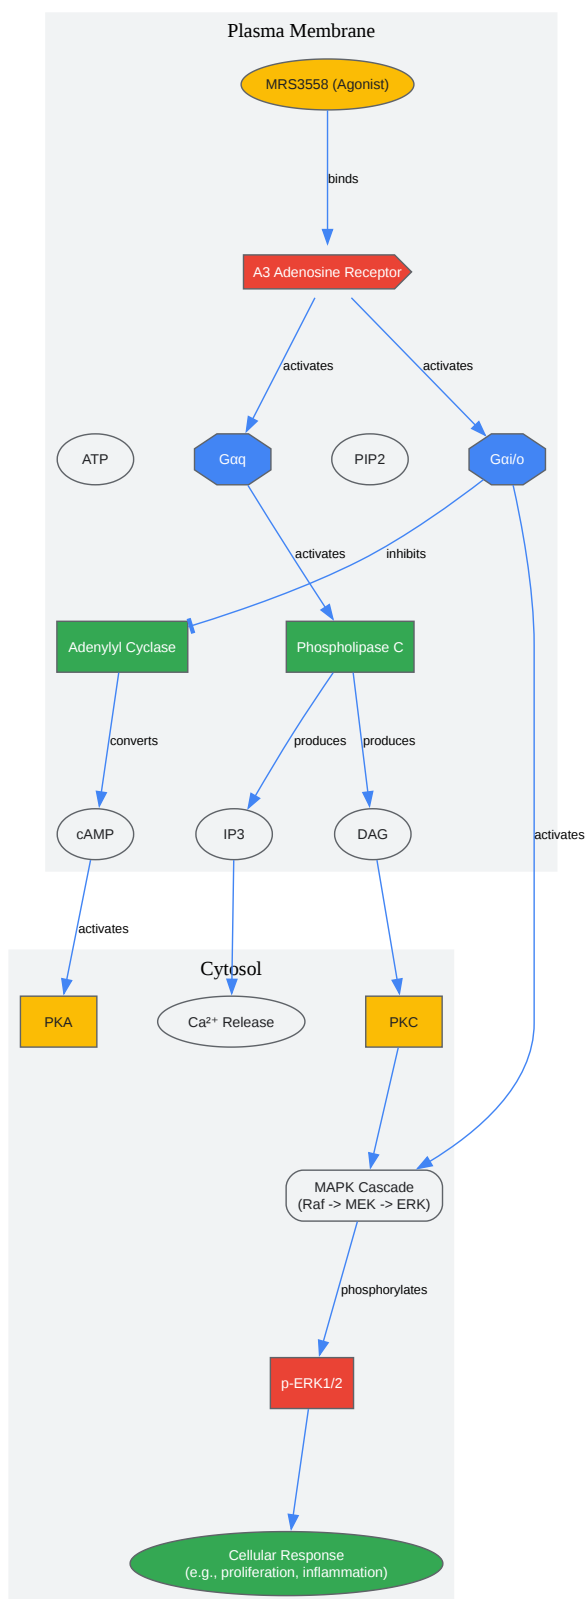 Plasma Membrane
MRS3558 (Agonist)
binds
A3 Adenosine Receptor
activates
activates
ATP
Gαq
PIP2
Gαi/o
activates
inhibits
Adenylyl Cyclase
Phospholipase C
converts
produces
produces
cAMP
IP3
DAG
activates
activates
Cytosol
PKA
Ca²⁺ Release
PKC
MAPK Cascade
(Raf -> MEK -> ERK)
phosphorylates
p-ERK1/2
Cellular Response
(e.g., proliferation, inflammation)